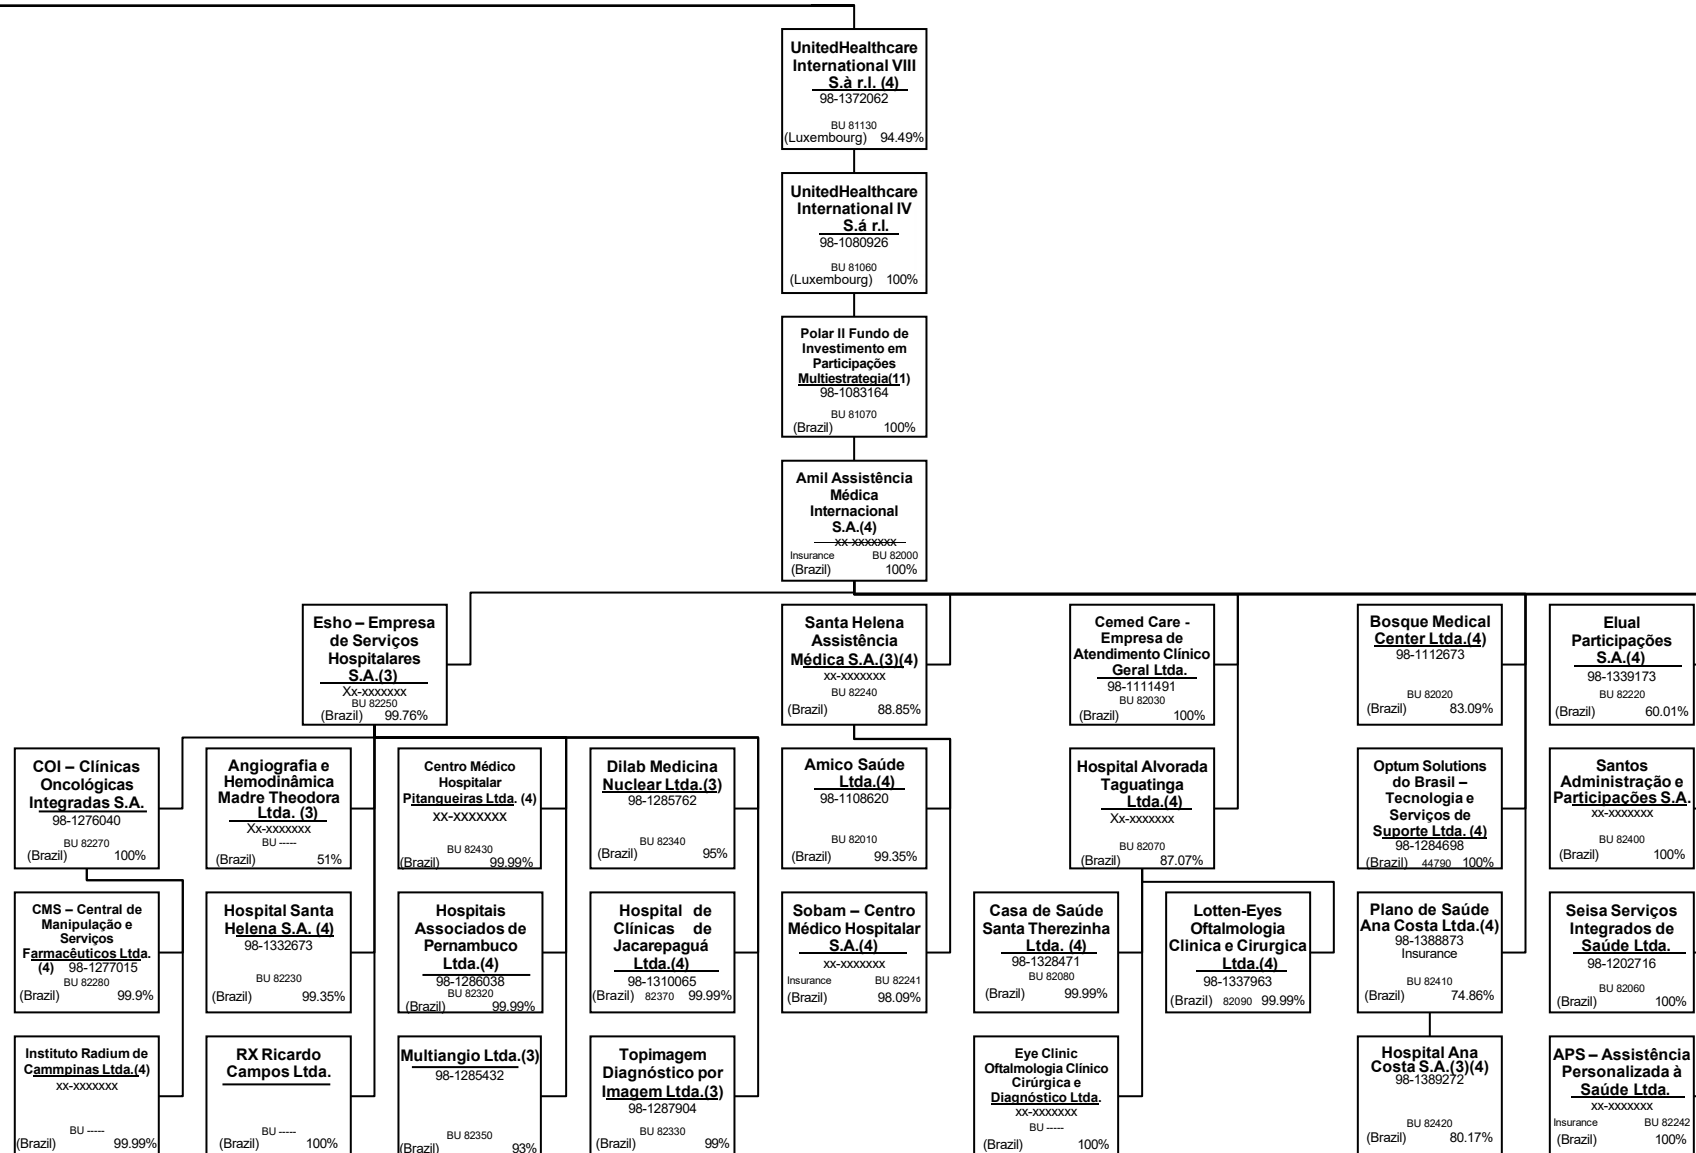 UnitedHealthcare
International VIII
S.à r.l. (4)
98-1372062
BU 81130
(Luxembourg) 94.49%
UnitedHealthcare
International IV
S.á r.l.
98-1080926
BU 81060
(Luxembourg) 100%
Polar II Fundo de
Investimento em
Participações
Multiestrategia(11)
98-1083164
BU 81070
(Brazil) 100%
Amil Assistência
Médica
Internacional
S.A.(4)
xx-xxxxxxx
Insurance BU 82000
(Brazil) 100%
Esho – Empresa
de Serviços
Hospitalares
S.A.(3)
Xx-xxxxxxx
BU 82250
(Brazil) 99.76%
Santa Helena
Assistência
Médica S.A.(3)(4)
xx-xxxxxxx
BU 82240
(Brazil) 88.85%
Cemed Care -
Empresa de
Atendimento Clínico
Geral Ltda.
98-1111491
BU 82030
(Brazil) 100%
Bosque Medical
Center Ltda.(4)
98-1112673
BU 82020
(Brazil) 83.09%
Elual
Participações
S.A.(4)
98-1339173
BU 82220
(Brazil) 60.01%
COI – Clínicas
Oncológicas
Integradas S.A.
98-1276040
BU 82270
(Brazil) 100%
Angiografia e
Hemodinâmica
Madre Theodora
Ltda. (3)
Xx-xxxxxxx
BU -----
(Brazil) 51%
Centro Médico
Hospitalar
Pitangueiras Ltda. (4)
xx-xxxxxxx
BU 82430
(Brazil) 99.99%
Dilab Medicina
Nuclear Ltda.(3)
98-1285762
BU 82340
(Brazil) 95%
Amico Saúde
Ltda.(4)
98-1108620
BU 82010
(Brazil) 99.35%
Hospital Alvorada
Taguatinga
Ltda.(4)
Xx-xxxxxxx
BU 82070
(Brazil) 87.07%
Optum Solutions
do Brasil –
Tecnologia e
Serviços de
Suporte Ltda. (4)
98-1284698
(Brazil) 44790 100%
Santos
Administração e
Participações S.A.
xx-xxxxxxx
BU 82400
(Brazil) 100%
CMS – Central de
Manipulação e
Serviços
Farmacêuticos Ltda.
(4) 98-1277015
BU 82280
(Brazil) 99.9%
Hospital Santa
Helena S.A. (4)
98-1332673
BU 82230
(Brazil) 99.35%
Hospitais
Associados de
Pernambuco
Ltda.(4)
98-1286038
BU 82320
(Brazil) 99.99%
Hospital de
Clínicas de
Jacarepaguá
Ltda.(4)
98-1310065
(Brazil) 82370 99.99%
Sobam – Centro
Médico Hospitalar
S.A.(4)
xx-xxxxxxx
Insurance BU 82241
(Brazil) 98.09%
Casa de Saúde
Santa Therezinha
Ltda. (4)
98-1328471
BU 82080
(Brazil) 99.99%
Lotten-Eyes
Oftalmologia
Clinica e Cirurgica
Ltda.(4)
98-1337963
(Brazil) 82090 99.99%
Plano de Saúde
Ana Costa Ltda.(4)
98-1388873
Insurance
BU 82410
(Brazil) 74.86%
Seisa Serviços
Integrados de
Saúde Ltda.
98-1202716
BU 82060
(Brazil) 100%
Instituto Radium de
Cammpinas Ltda.(4)
xx-xxxxxxx
BU -----
(Brazil) 99.99%
RX Ricardo
Campos Ltda.
BU -----
(Brazil) 100%
Multiangio Ltda.(3)
98-1285432
BU 82350
(Brazil) 93%
Topimagem
Diagnóstico por
Imagem Ltda.(3)
98-1287904
BU 82330
(Brazil) 99%
Eye Clinic
Oftalmologia Clínico
Cirúrgica e
Diagnóstico Ltda.
xx-xxxxxxx
BU -----
(Brazil) 100%
Hospital Ana
Costa S.A.(3)(4)
98-1389272
BU 82420
(Brazil) 80.17%
APS – Assistência
Personalizada à
Saúde Ltda.
xx-xxxxxxx
Insurance BU 82242
(Brazil) 100%